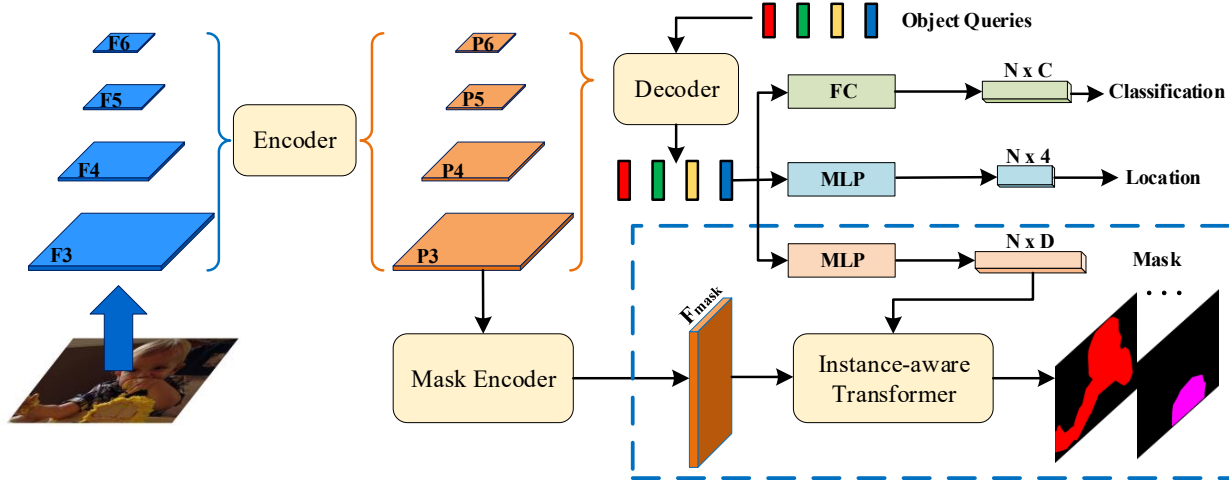 Object Queries
F6
F5
F4
F3
Encoder
P6
P5
P4
P3
Decoder
FC
N x C
Classification
MLP
N x 4
Location
MLP
N x D
Mask
. . .
Mask Encoder
Fmask
Instance-aware
Transformer